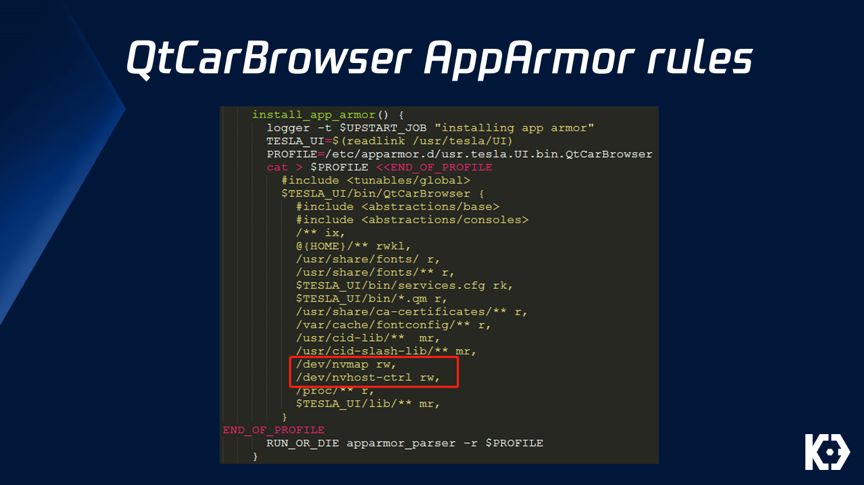 QtCarBrowser AppArmor rules
install_app_armor() {
logger -t $UPSTART_JOB "installing app armor"
TESLA_UI=$(readlink /usr/tesla/UI)
PROFILE=/etc/apparmor.d/usr.tesla.UI.bin.QtCarBrowser
cat > $PROFILE <<END_OF_PROFILE
#include <tunables/global>
$TESLA_UI/bin/QtCarBrowser {
#include <abstractions/base>
#include <abstractions/consoles>
/** ix,
@{HOME}/** rwkl,
/usr/share/fonts/ r,
/usr/share/fonts/** r,
$TESLA_UI/bin/services.cfg rk,
$TESLA_UI/bin/*.qm r,
/usr/share/ca-certificates/** r,
/var/cache/fontconfig/** r,
/usr/cid-lib/**  mr,
/usr/cid-slash-lib/** mr,
/dev/nvmap rw,
/dev/nvhost-ctrl rw,
/proc/** r,
$TESLA_UI/lib/** mr,
}
END_OF_PROFILE
RUN_OR_DIE apparmor_parser -r $PROFILE
}